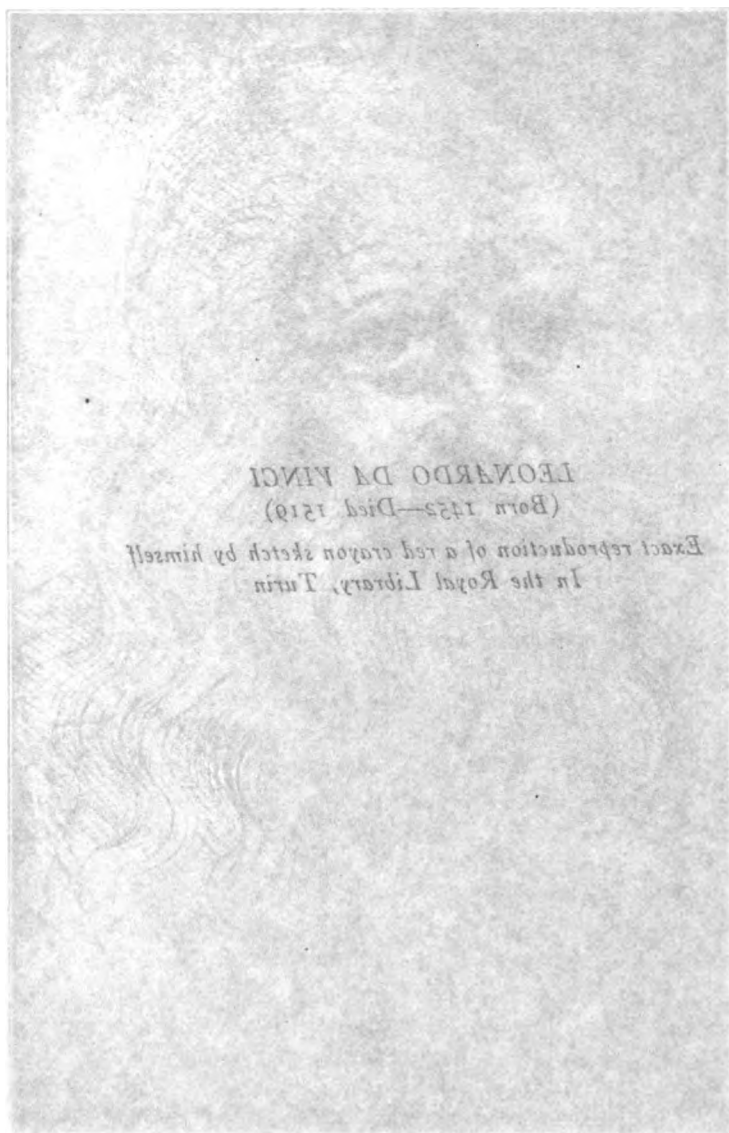 LEONARDO DA VINCI
(Born 1452—Died 1519)
Exact reproduction of a red crayon sketch by himself
In the Royal Library, Turin